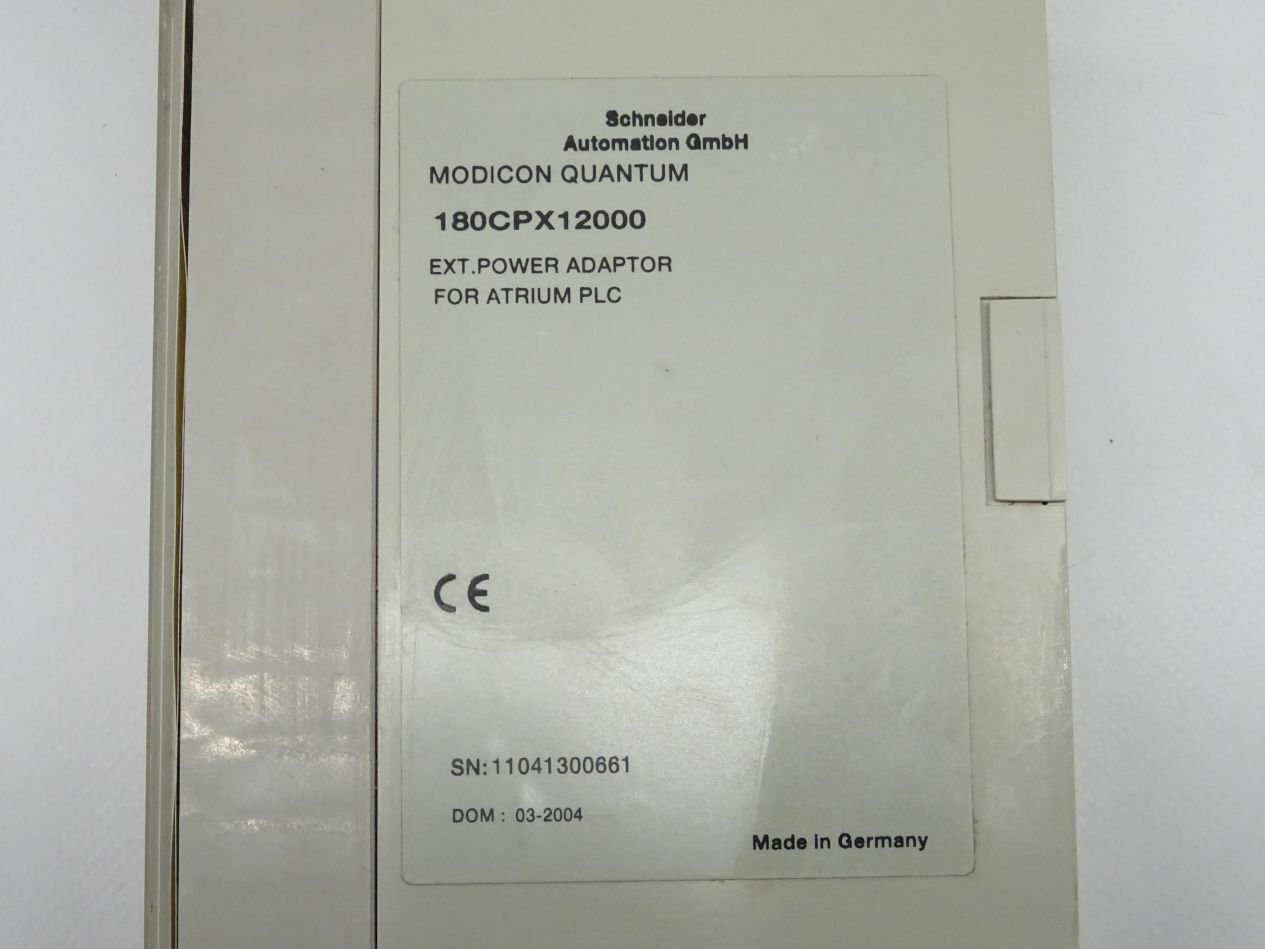 Schneider
Automation GmbH
MODICON QUANTUM
180CPX12000
EXT.POWER ADAPTOR
FOR ATRIUM PLC
CE
SN:11041300661
DOM : 03-2004
Made in Germany